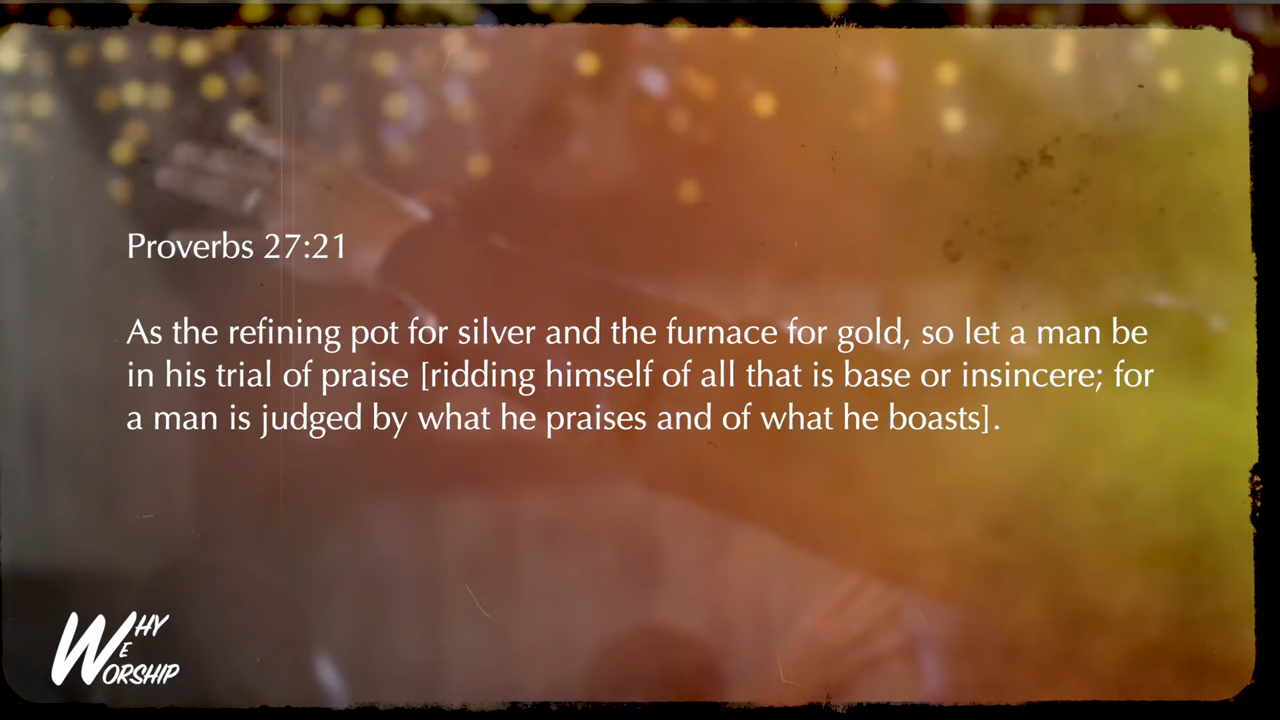 Proverbs 27:21
As the refining pot for silver and the furnace for gold, so let a man be
in his trial of praise [ridding himself of all that is base or insincere; for
a man is judged by what he praises and of what he boasts].
WHY
WE
WORSHIP